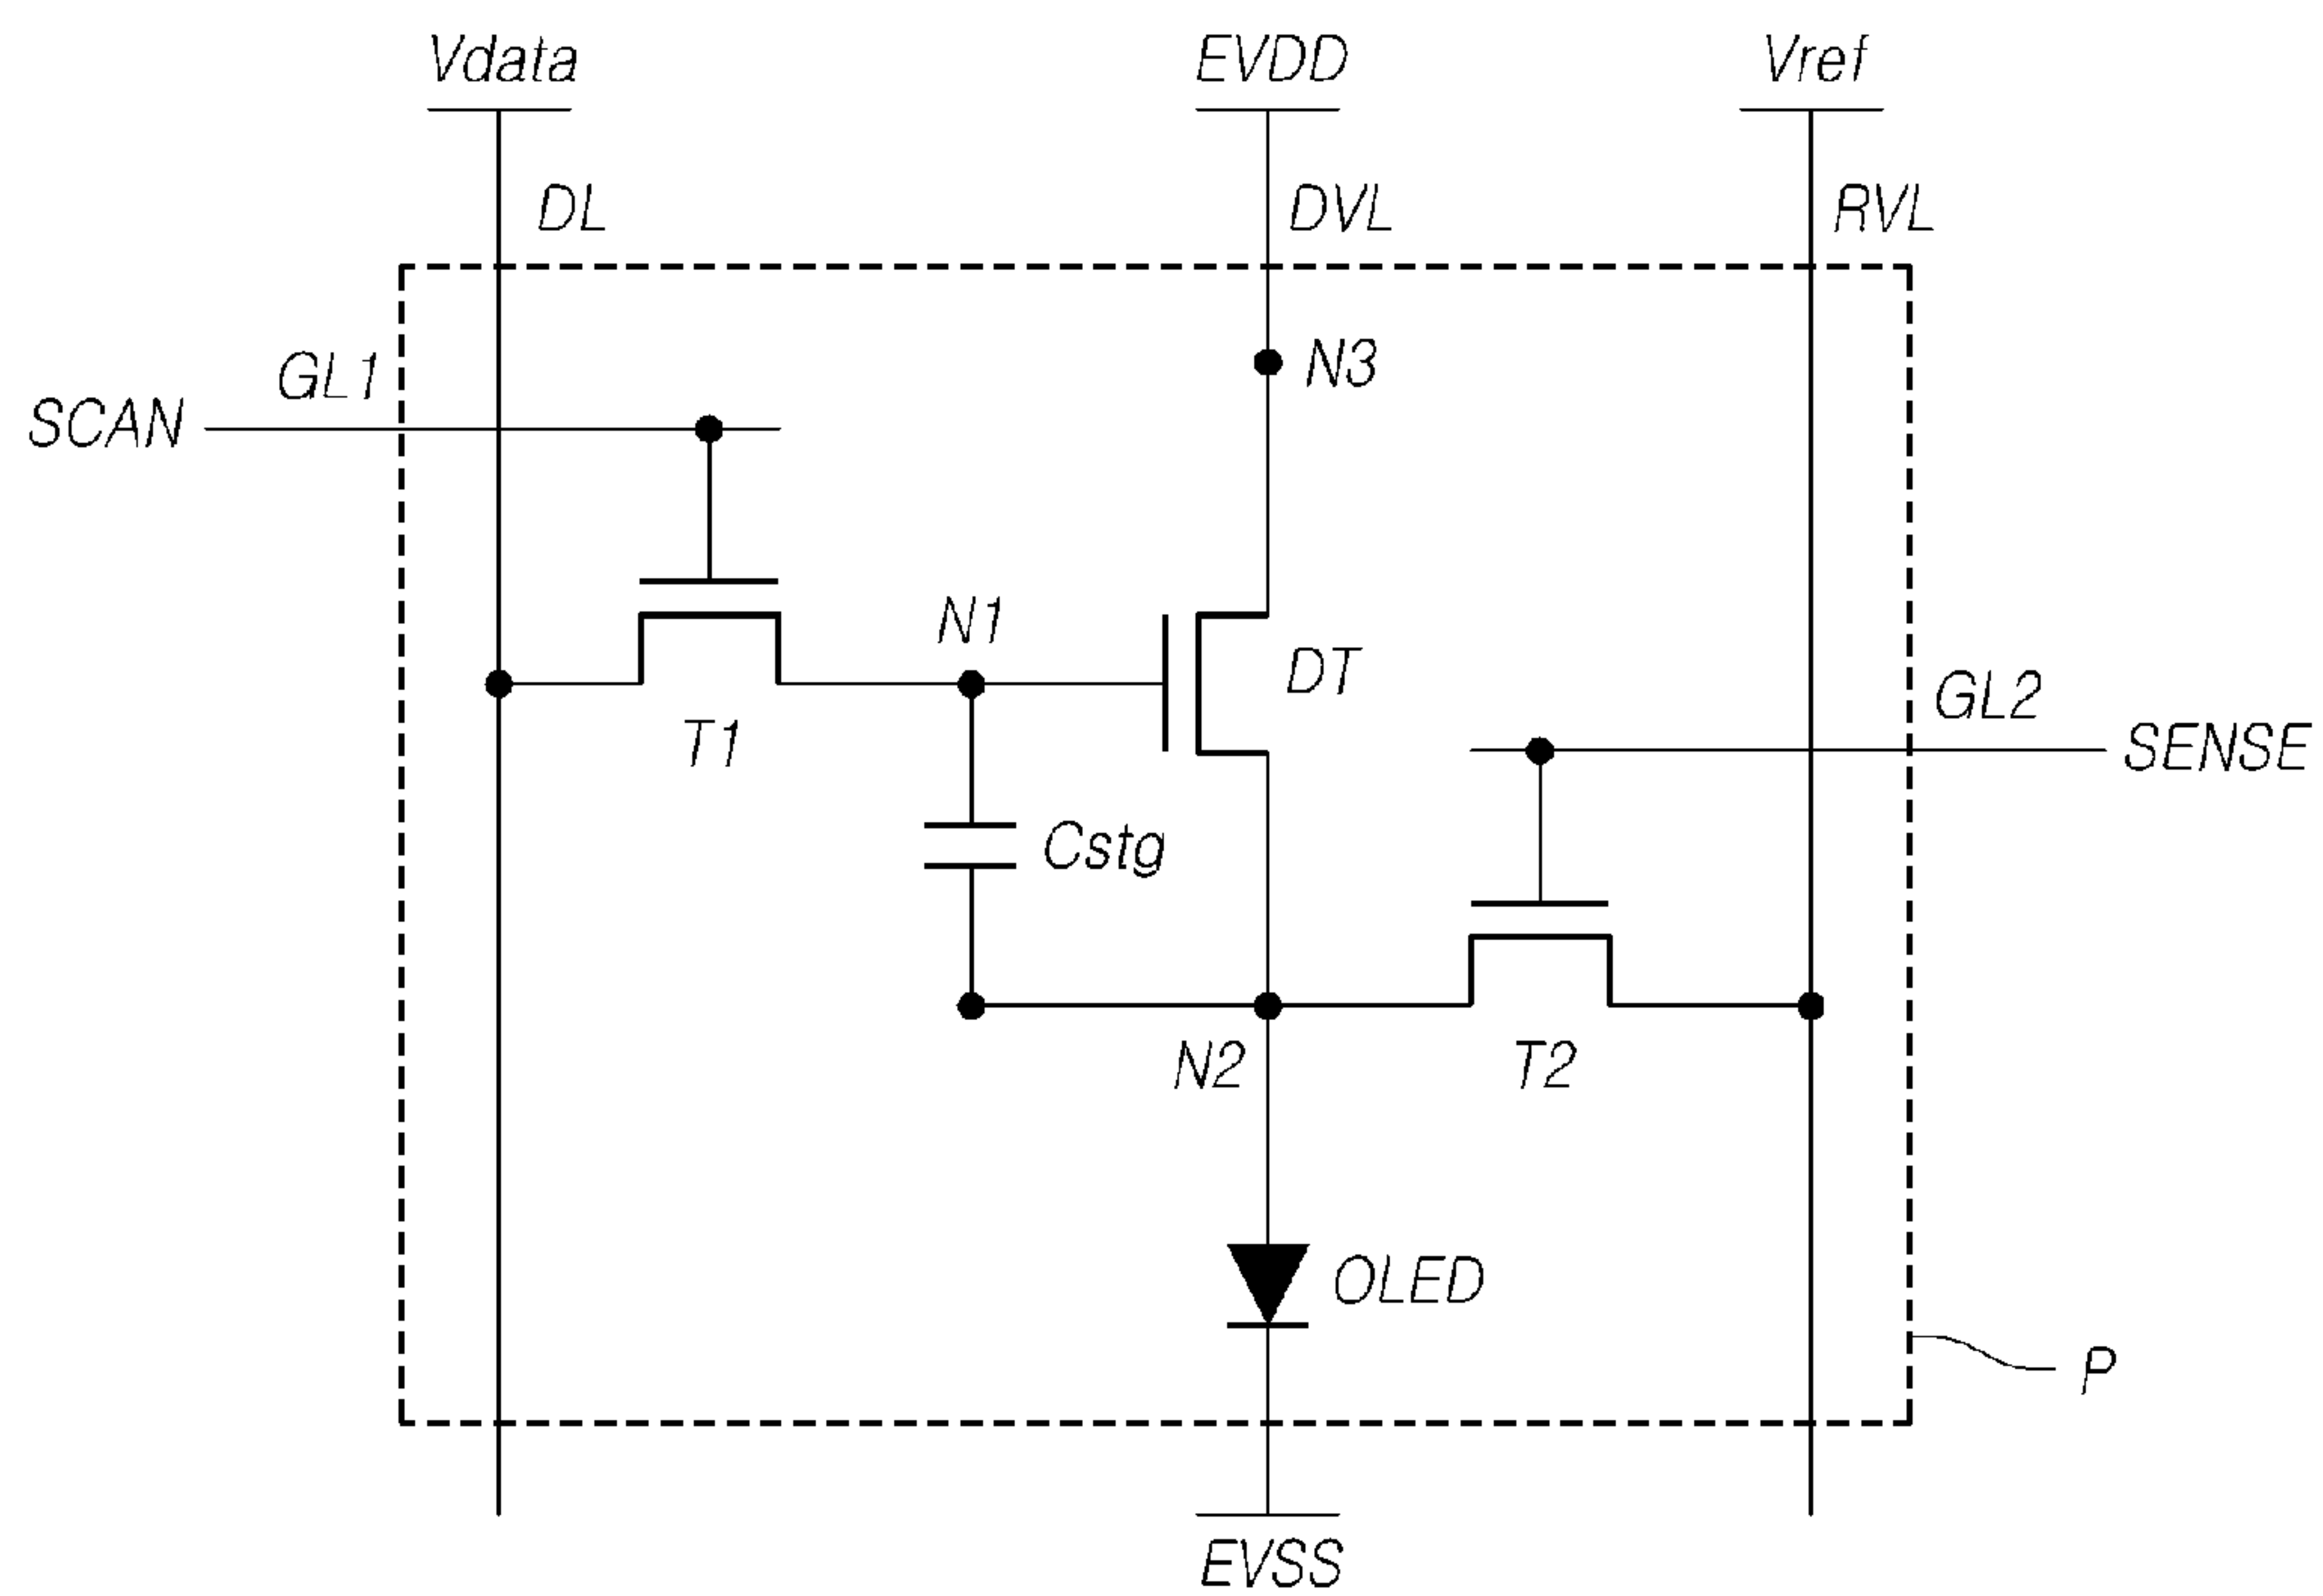 Vdata
EVDD
Vref
DL
DVL
RVL
GL1
N3
SCAN
N1
DT
GL2
T1
SENSE
Cstg
N2
T2
OLED
P
EVSS